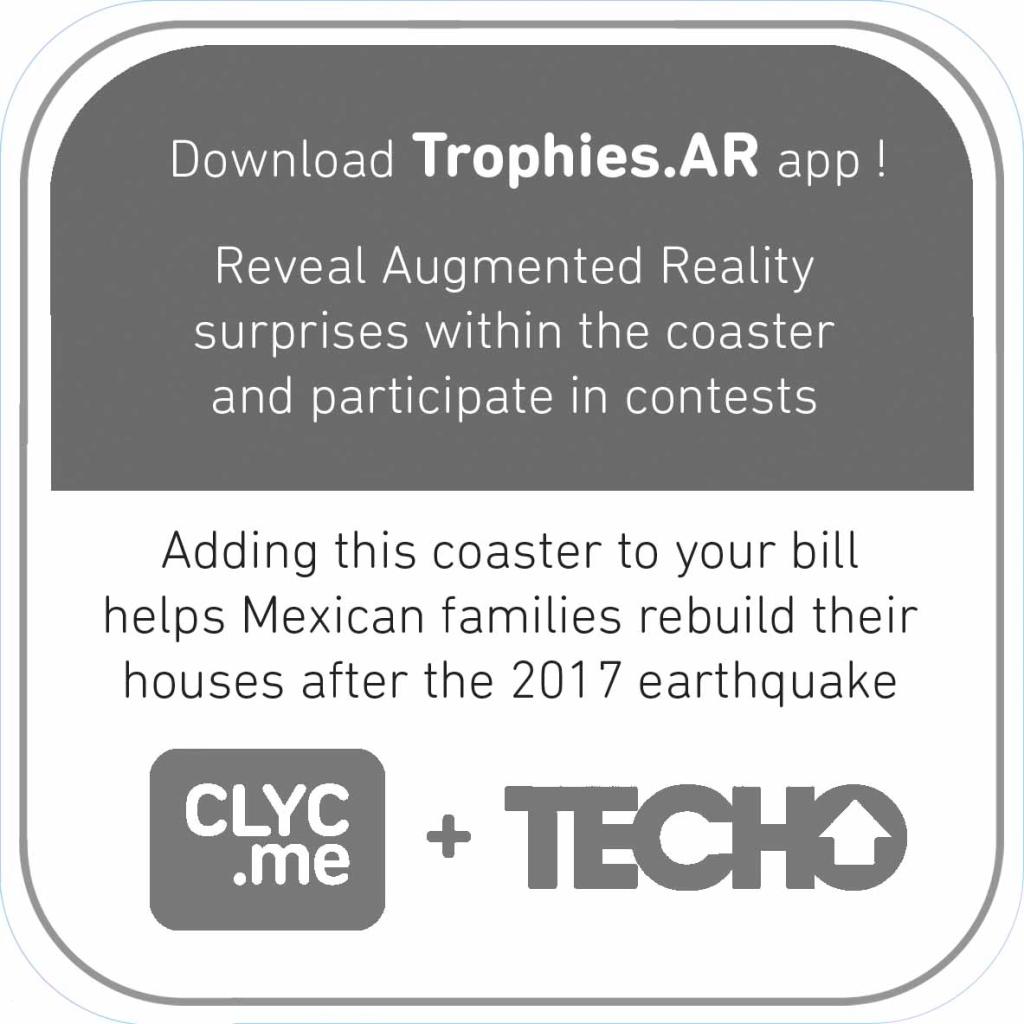 Download Trophies.AR app !
Reveal Augmented Reality
surprises within the coaster
and participate in contests
Adding this coaster to your bill
helps Mexican families rebuild their
houses after the 2017 earthquake
CLYC
.me
+
TECHO